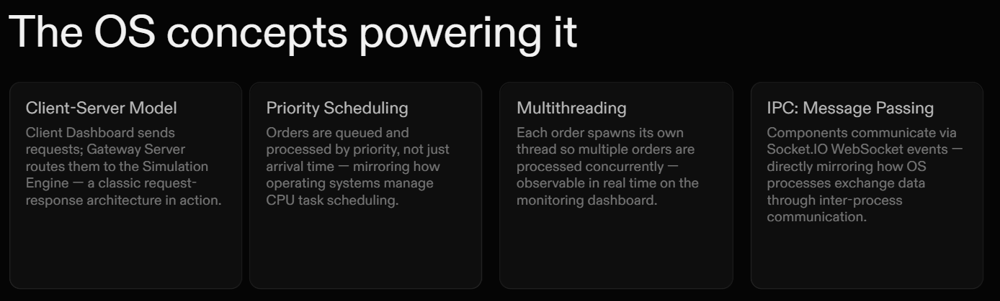 The OS concepts powering it
Client-Server Model
Client Dashboard sends
requests; Gateway Server
routes them to the Simulation
Engine — a classic request-
response architecture in action.
Priority Scheduling
Orders are queued and
processed by priority, not just
arrival time — mirroring how
operating systems manage
CPU task scheduling.
Multithreading
Each order spawns its own
thread so multiple orders are
processed concurrently —
observable in real time on the
monitoring dashboard.
IPC: Message Passing
Components communicate via
Socket.IO WebSocket events —
directly mirroring how OS
processes exchange data
through inter-process
communication.